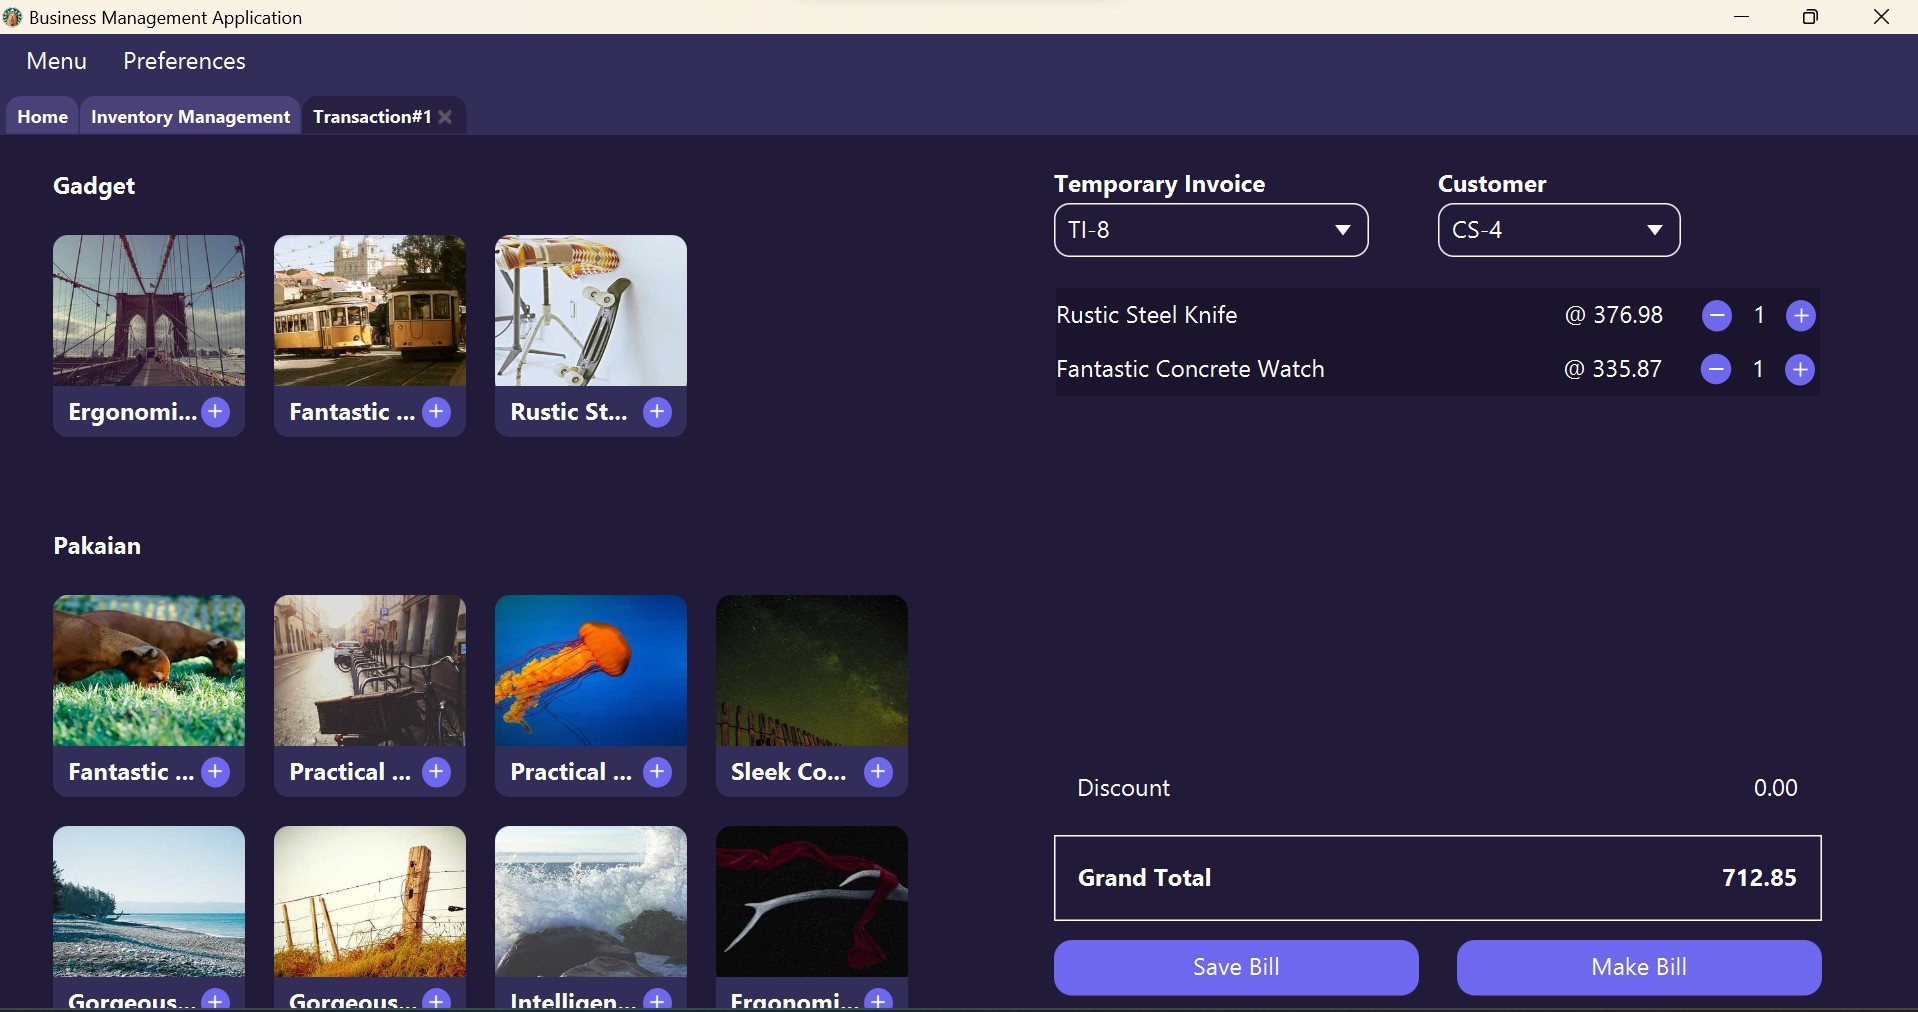 Business Management Application
Menu Preferences
Home Inventory Management Transaction#1
Gadget
Ergonomi...
Fantastic ...
Rustic St...
Pakaian
Fantastic ...
Practical ...
Practical ...
Sleek Co...
Gorgeous...
Gorgeous...
Intelligen...
Ergonomi...
Temporary Invoice
TI-8
Customer
CS-4
Rustic Steel Knife @ 376.98 1
Fantastic Concrete Watch @ 335.87 1
Discount 0.00
Grand Total 712.85
Save Bill
Make Bill